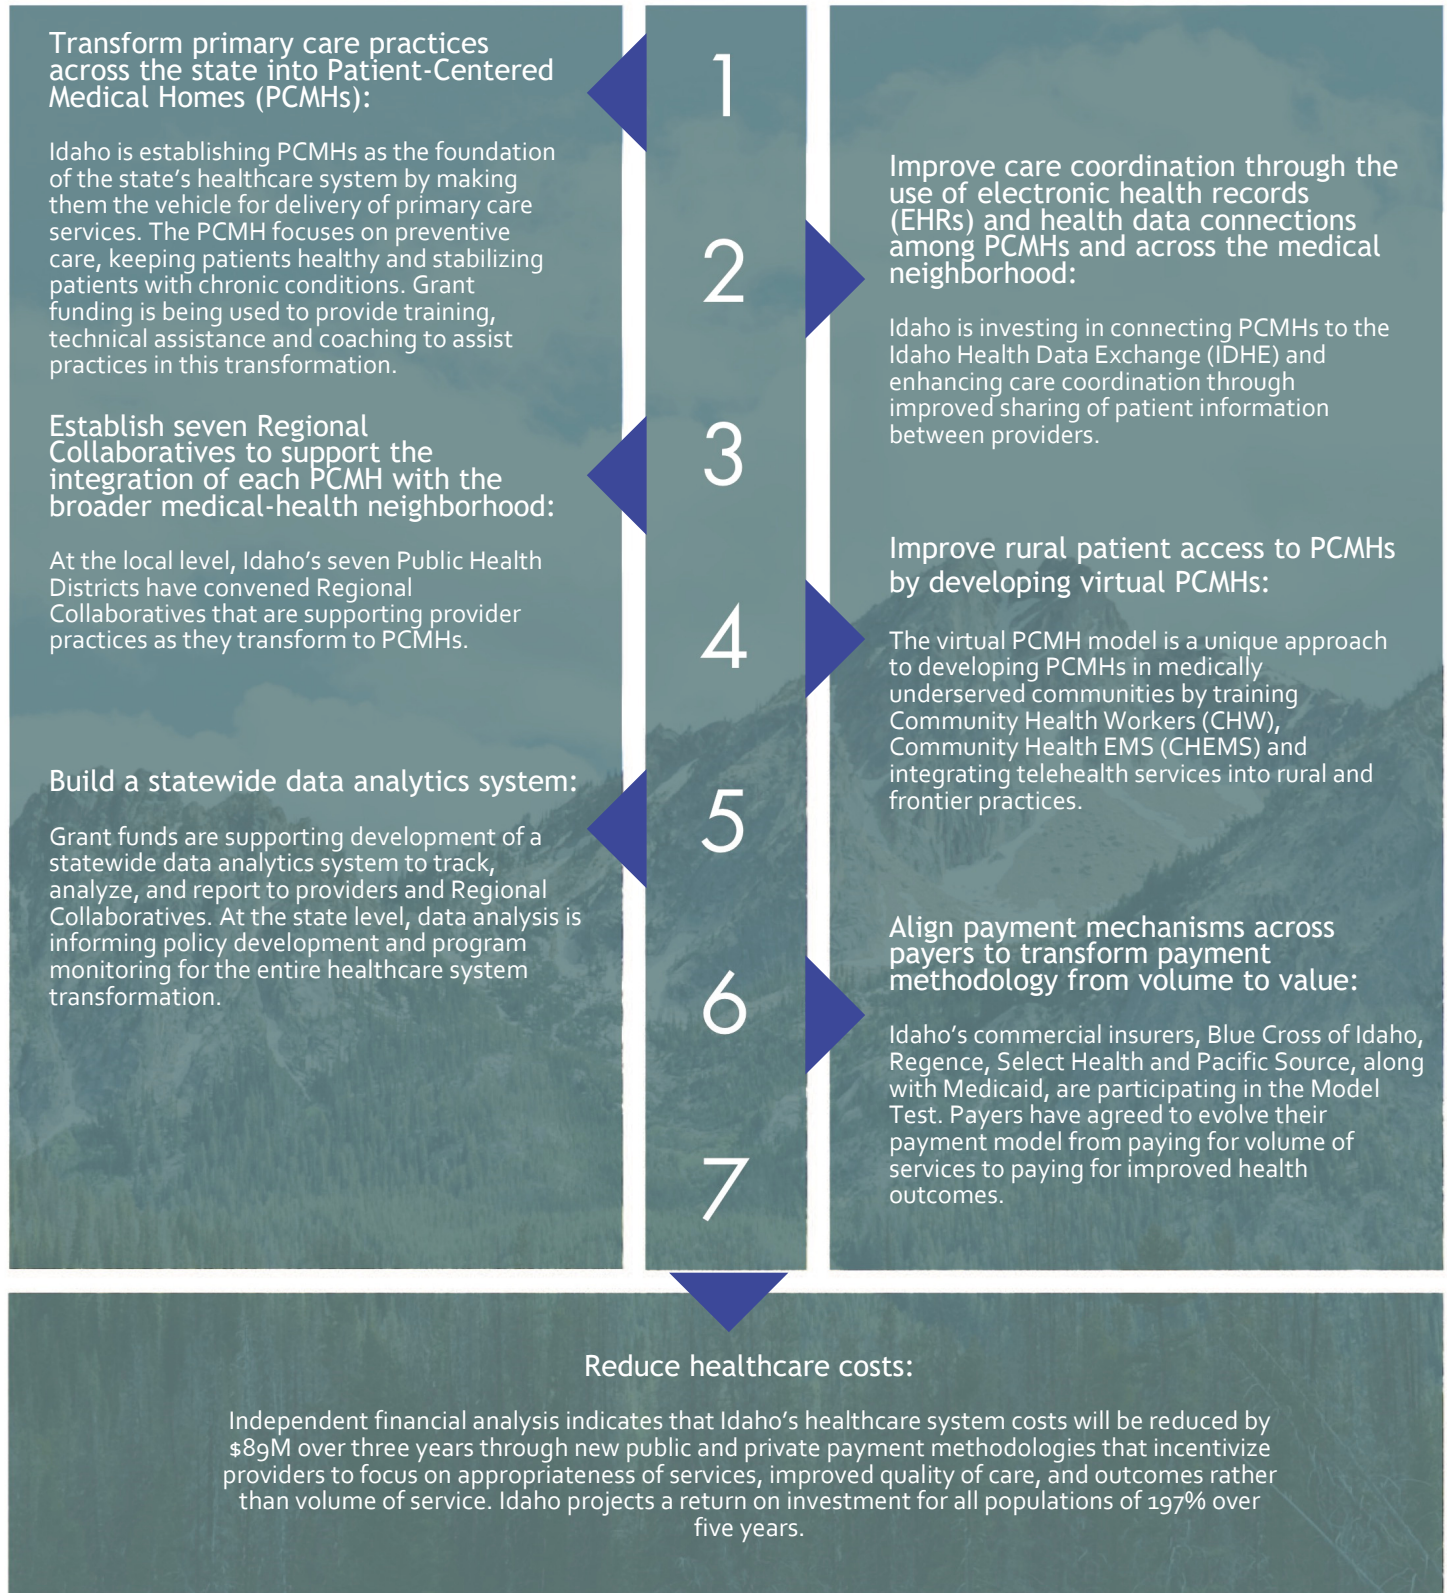 1
Transform primary care practices
across the state into Patient-Centered
Medical Homes (PCMHs):
Idaho is establishing PCMHs as the foundation
of the state's healthcare system by making
them the vehicle for delivery of primary care
services. The PCMH focuses on preventive
care, keeping patients healthy and stabilizing
patients with chronic conditions. Grant
funding is being used to provide training,
technical assistance and coaching to assist
practices in this transformation.
2
Improve care coordination through the
use of electronic health records
(EHRs) and health data connections
among PCMHs and across the medical
neighborhood:
Idaho is investing in connecting PCMHs to the
Idaho Health Data Exchange (IDHE) and
enhancing care coordination through
improved sharing of patient information
between providers.
3
Establish seven Regional
Collaboratives to support the
integration of each PCMH with the
broader medical-health neighborhood:
At the local level, Idaho's seven Public Health
Districts have convened Regional
Collaboratives that are supporting provider
practices as they transform to PCMHs.
4
Improve rural patient access to PCMHs
by developing virtual PCMHs:
The virtual PCMH model is a unique approach
to developing PCMHs in medically
underserved communities by training
Community Health Workers (CHW),
Community Health EMS (CHEMS) and
integrating telehealth services into rural and
frontier practices.
5
Build a statewide data analytics system:
Grant funds are supporting development of a
statewide data analytics system to track,
analyze, and report to providers and Regional
Collaboratives. At the state level, data analysis is
informing policy development and program
monitoring for the entire healthcare system
transformation.
6
Align payment mechanisms across
payers to transform payment
methodology from volume to value:
Idaho's commercial insurers, Blue Cross of Idaho,
Regence, Select Health and Pacific Source, along
with Medicaid, are participating in the Model
Test. Payers have agreed to evolve their
payment model from paying for volume of
services to paying for improved health
outcomes.
7
Reduce healthcare costs:
Independent financial analysis indicates that Idaho's healthcare system costs will be reduced by
$89M over three years through new public and private payment methodologies that incentivize
providers to focus on appropriateness of services, improved quality of care, and outcomes rather
than volume of service. Idaho projects a return on investment for all populations of 197% over
five years.